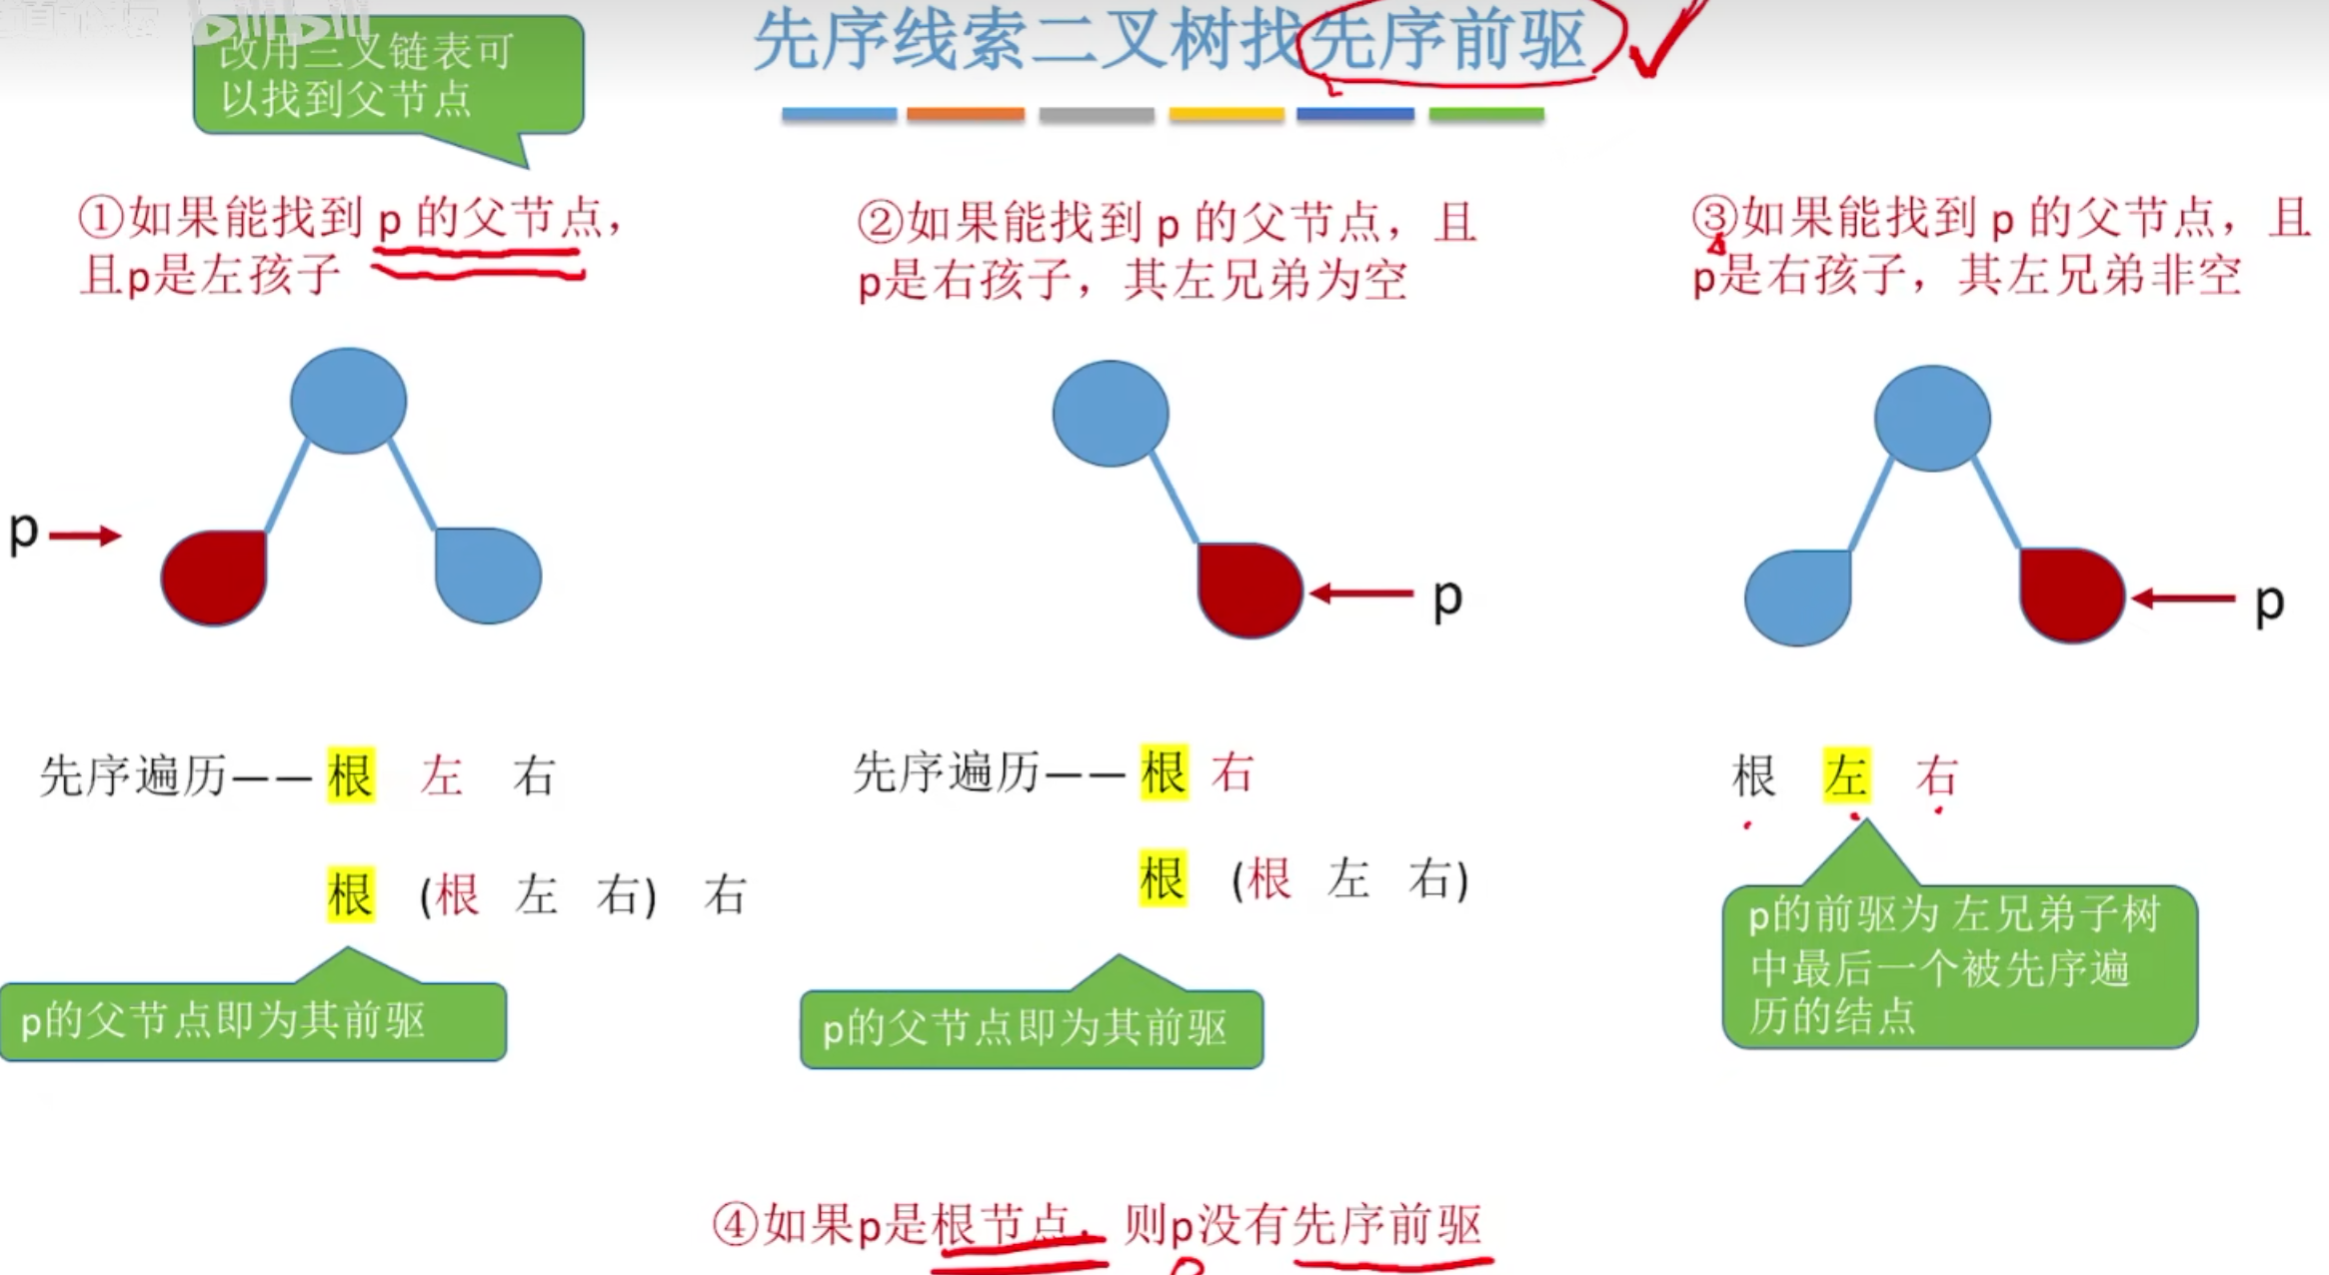 bilibili
改用三叉链表可
以找到父节点
先序线索二叉树找先序前驱
①如果能找到 p 的父节点，
且p是左孩子
②如果能找到 p 的父节点，且
p是右孩子，其左兄弟为空
③如果能找到 p 的父节点，且
p是右孩子，其左兄弟非空
p
p
p
先序遍历—— 根 左 右
根 (根 左 右) 右
p的父节点即为其前驱
先序遍历—— 根 右
根 (根 左 右)
p的父节点即为其前驱
根 左 右
p的前驱为 左兄弟子树
中最后一个被先序遍
历的结点
④如果p是根节点，则p没有先序前驱